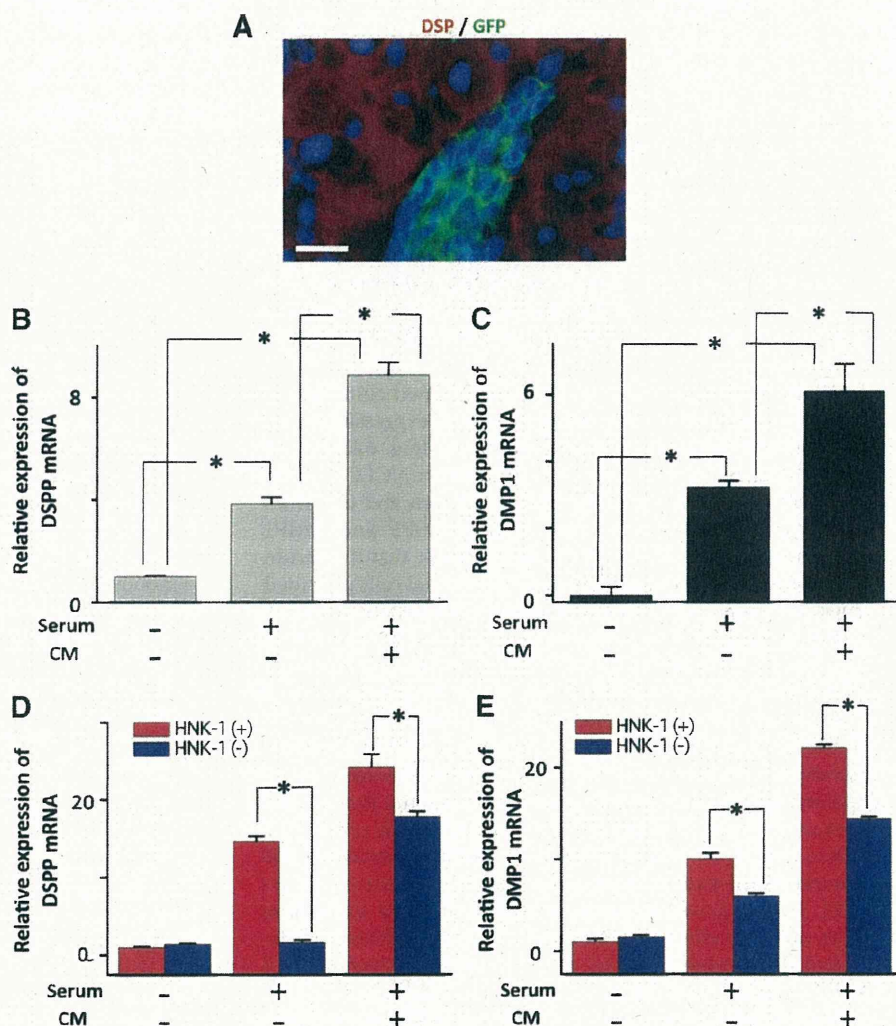 A
DSP / GFP
B
Relative expression of
DSPP mRNA
8
0
*
*
*
Serum – + +
CM – – +
C
Relative expression of
DMP1 mRNA
6
0
*
*
*
Serum – + +
CM – – +
D
Relative expression of
DSPP mRNA
20
0
HNK-1 (+)
HNK-1 (-)
*
*
Serum – + +
CM – – +
E
Relative expression of
DMP1 mRNA
20
0
HNK-1 (+)
HNK-1 (-)
*
*
Serum – + +
CM – – +